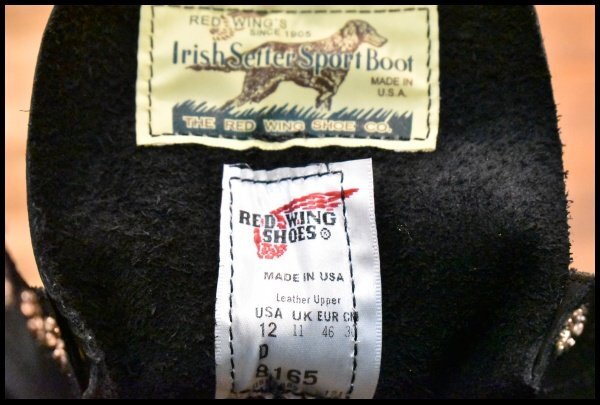 RED WING'S
SINCE 1905
Irish Setter Sport Boot
MADE IN
U.S.A.
THE RED WING SHOE CO.
RED WING
SHOES®
MADE IN USA
Leather Upper
USA UK EUR CM
12 11 46
D
8165